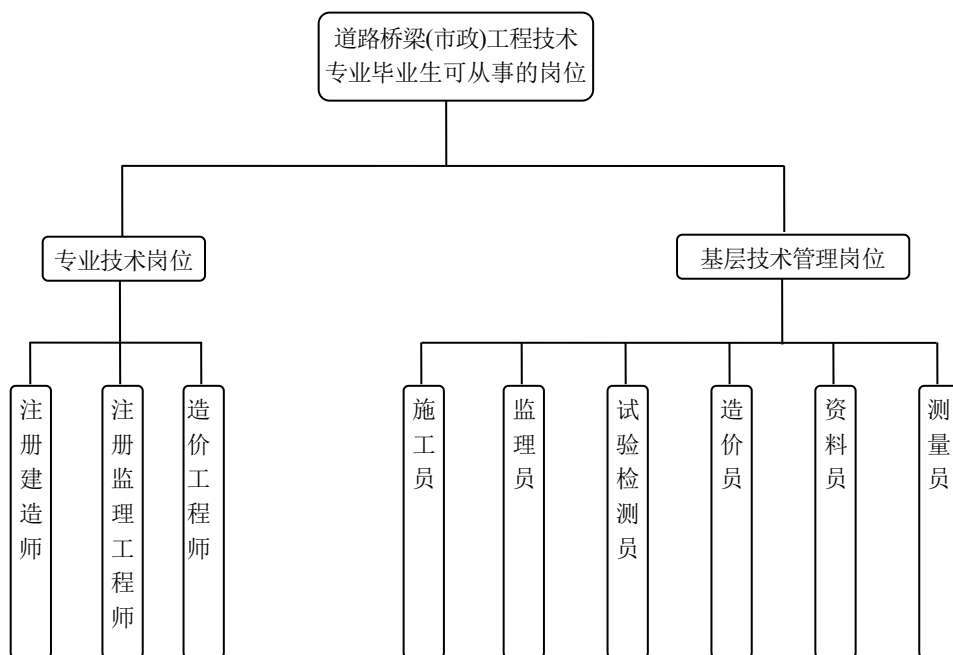 道路桥梁(市政)工程技术
专业毕业生可从事的岗位
专业技术岗位
基层技术管理岗位
注册建造师
注册监理工程师
造价工程师
施工员
监理员
试验检测员
造价员
资料员
测量员